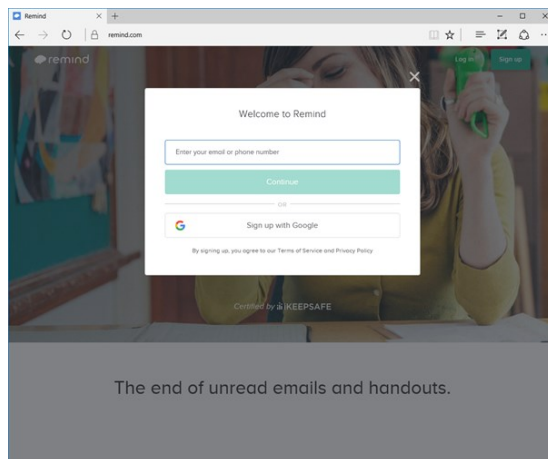 Remind
remind.com
remind
Log in
Sign up
Welcome to Remind
Enter your email or phone number
Continue
OR
Sign up with Google
By signing up, you agree to our Terms of Service and Privacy Policy
Certified by KEEPSAFE
The end of unread emails and handouts.